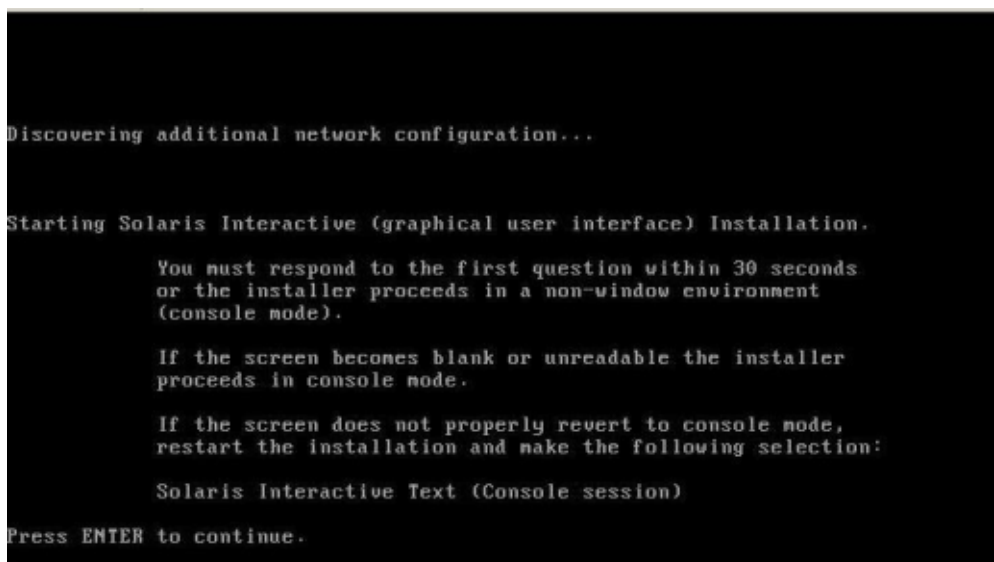 Discovering additional network configuration...
Starting Solaris Interactive (graphical user interface) Installation.
You must respond to the first question within 30 seconds
or the installer proceeds in a non-window environment
(console mode).
If the screen becomes blank or unreadable the installer
proceeds in console mode.
If the screen does not properly revert to console mode,
restart the installation and make the following selection:
Solaris Interactive Text (Console session)
Press ENTER to continue.